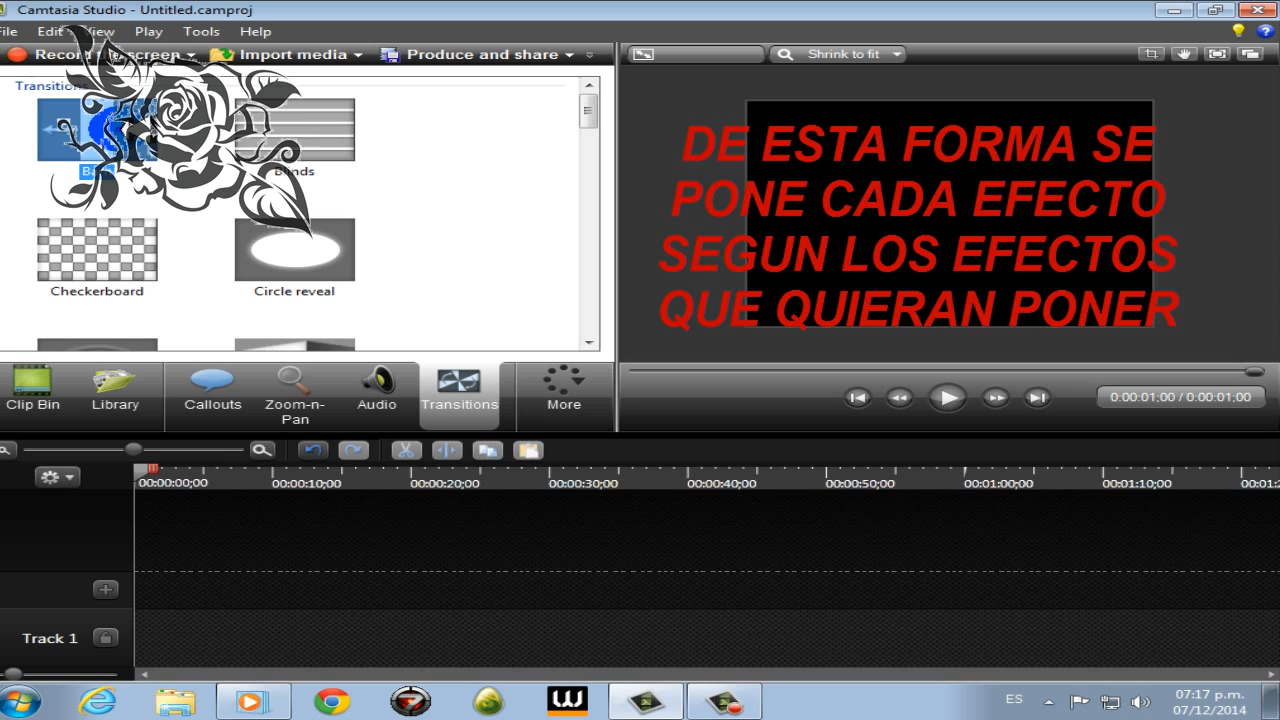 Camtasia Studio - Untitled.camproj
File Edit View Play Tools Help
Import media
Produce and share
Shrink to fit
Transitions
Blinds
Checkerboard
Circle reveal
DE ESTA FORMA SE
PONE CADA EFECTO
SEGUN LOS EFECTOS
QUE QUIERAN PONER
Clip Bin
Library
Callouts
Zoom-n-
Pan
Audio
Transitions
More
0:00:01;00 / 0:00:01;00
00:00:00;00 00:00:10;00 00:00:20;00 00:00:30;00 00:00:40;00 00:00:50;00 00:01:00;00 00:01:10;00
Track 1
ES
07:17 p.m.
07/12/2014